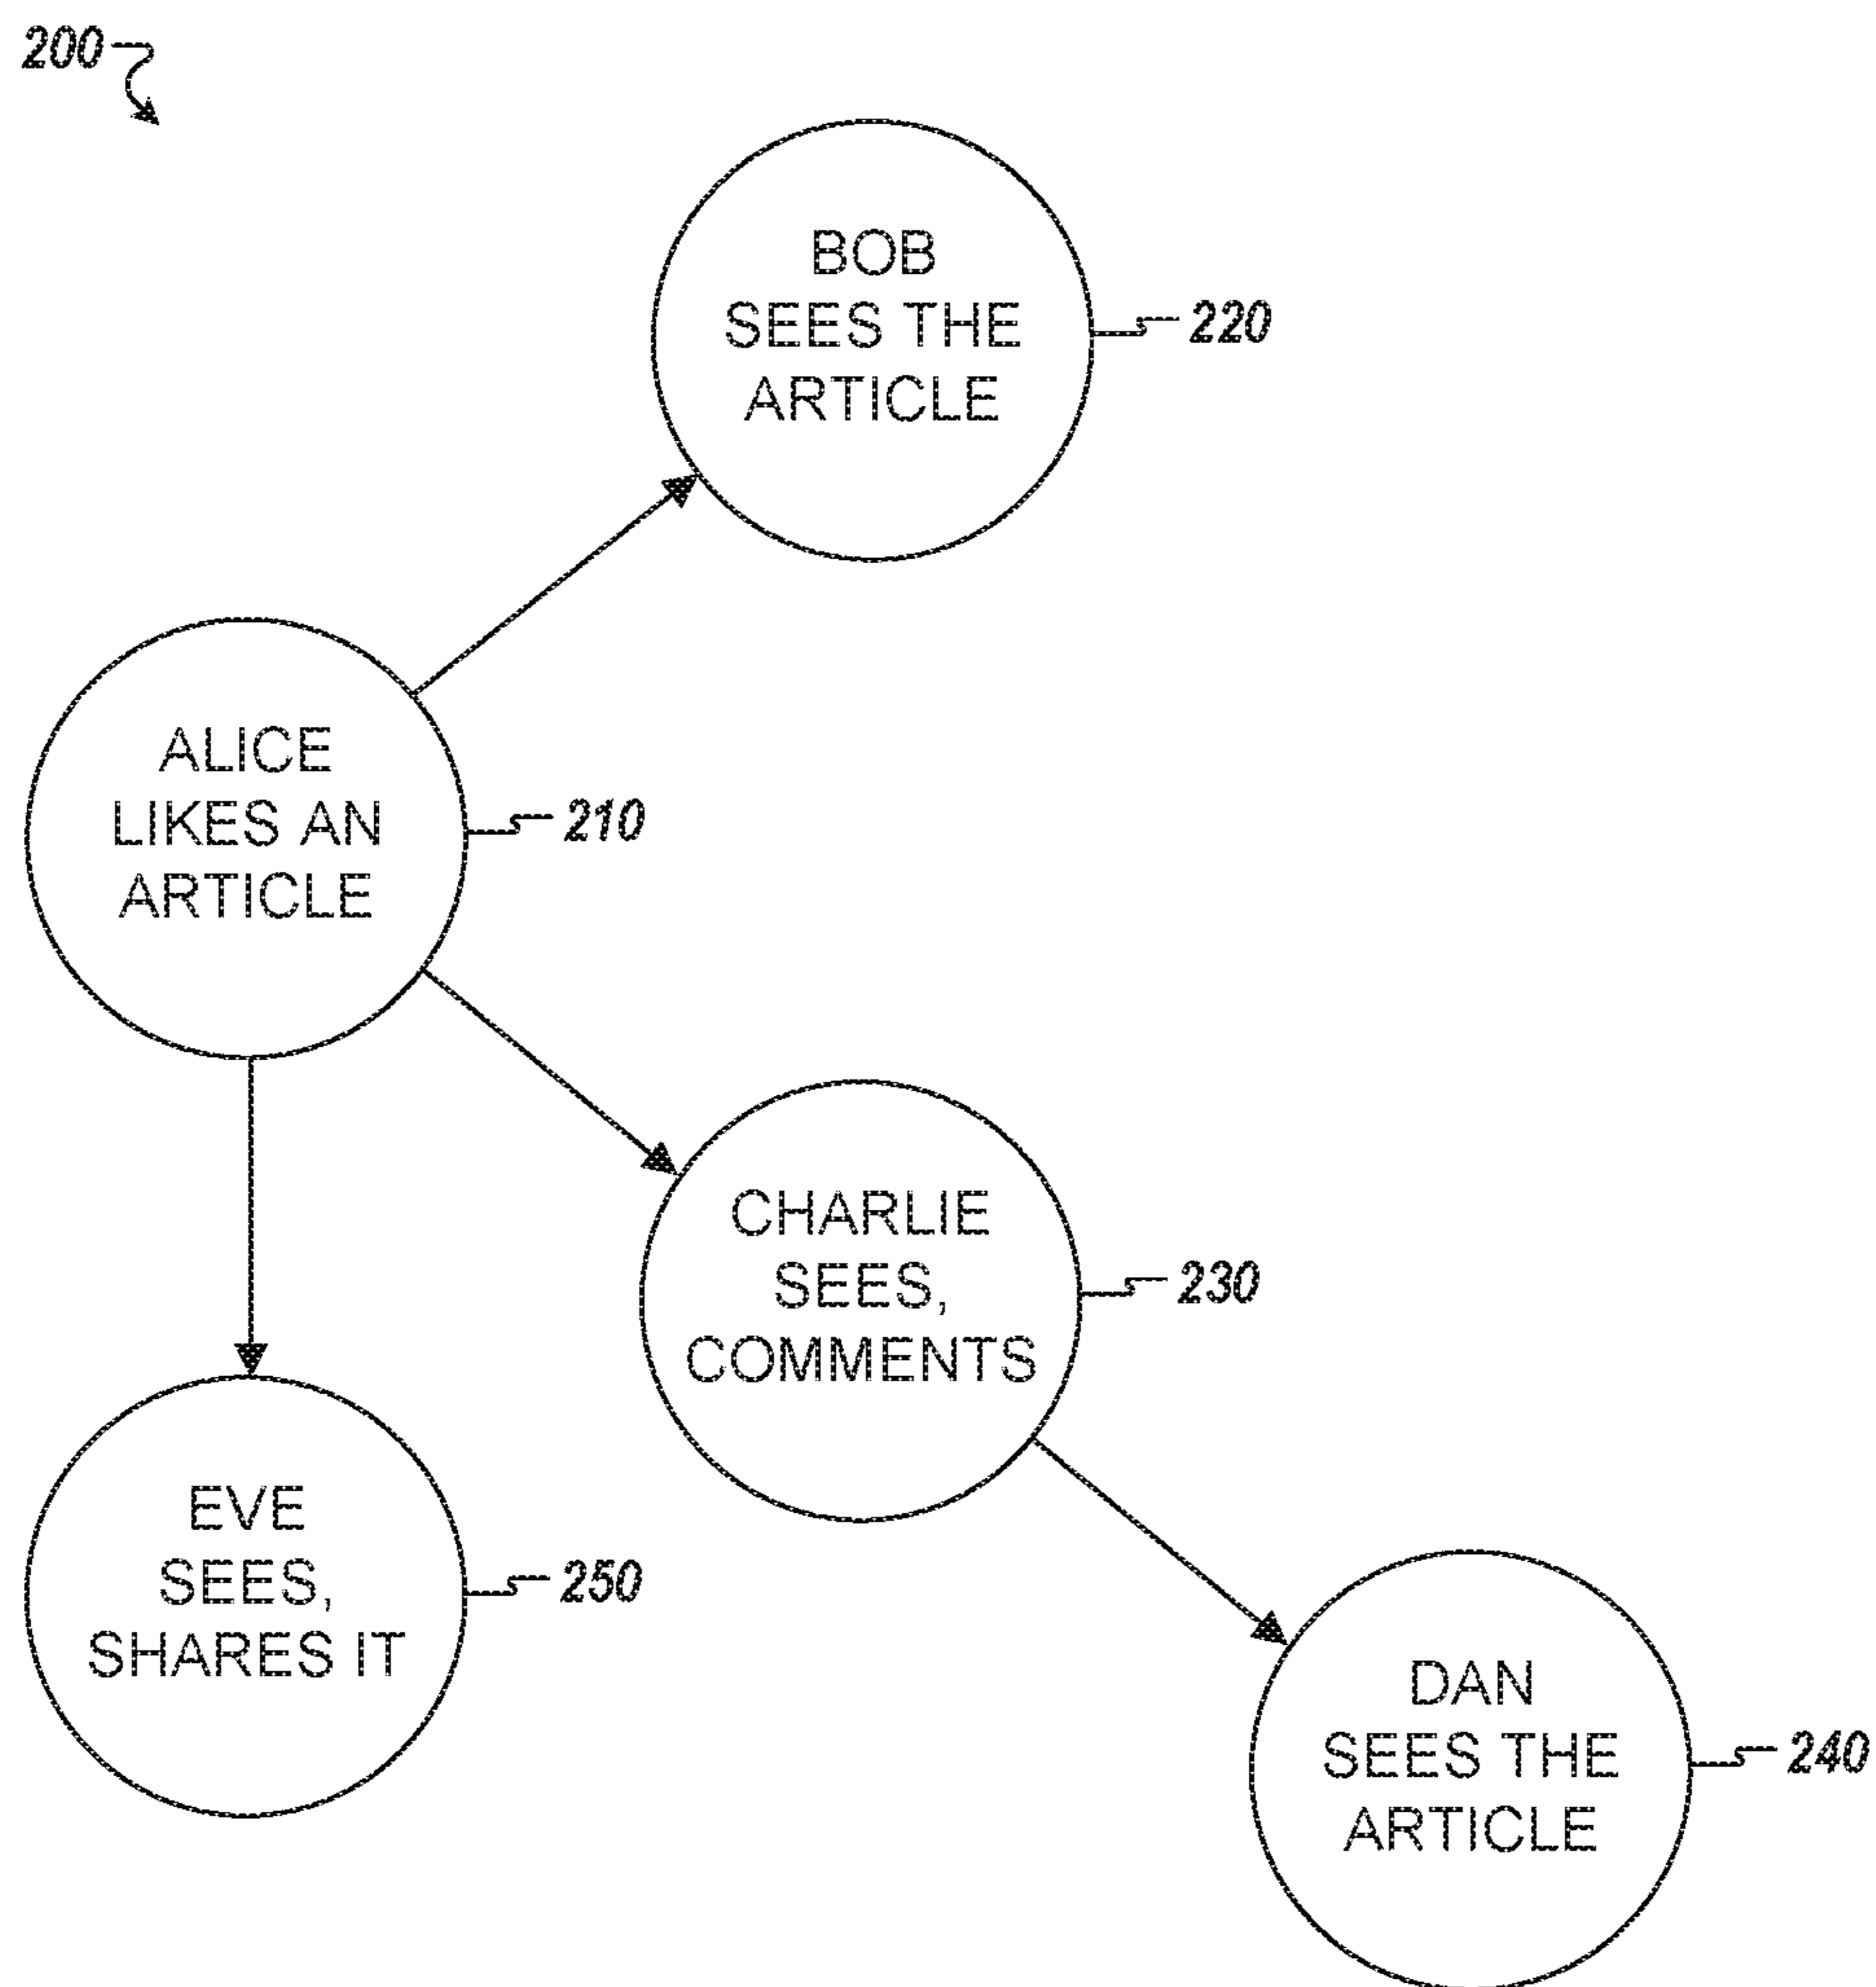 200
BOB
SEES THE
ARTICLE
220
ALICE
LIKES AN
ARTICLE
210
CHARLIE
SEES,
COMMENTS
230
EVE
SEES,
SHARES IT
250
DAN
SEES THE
ARTICLE
240